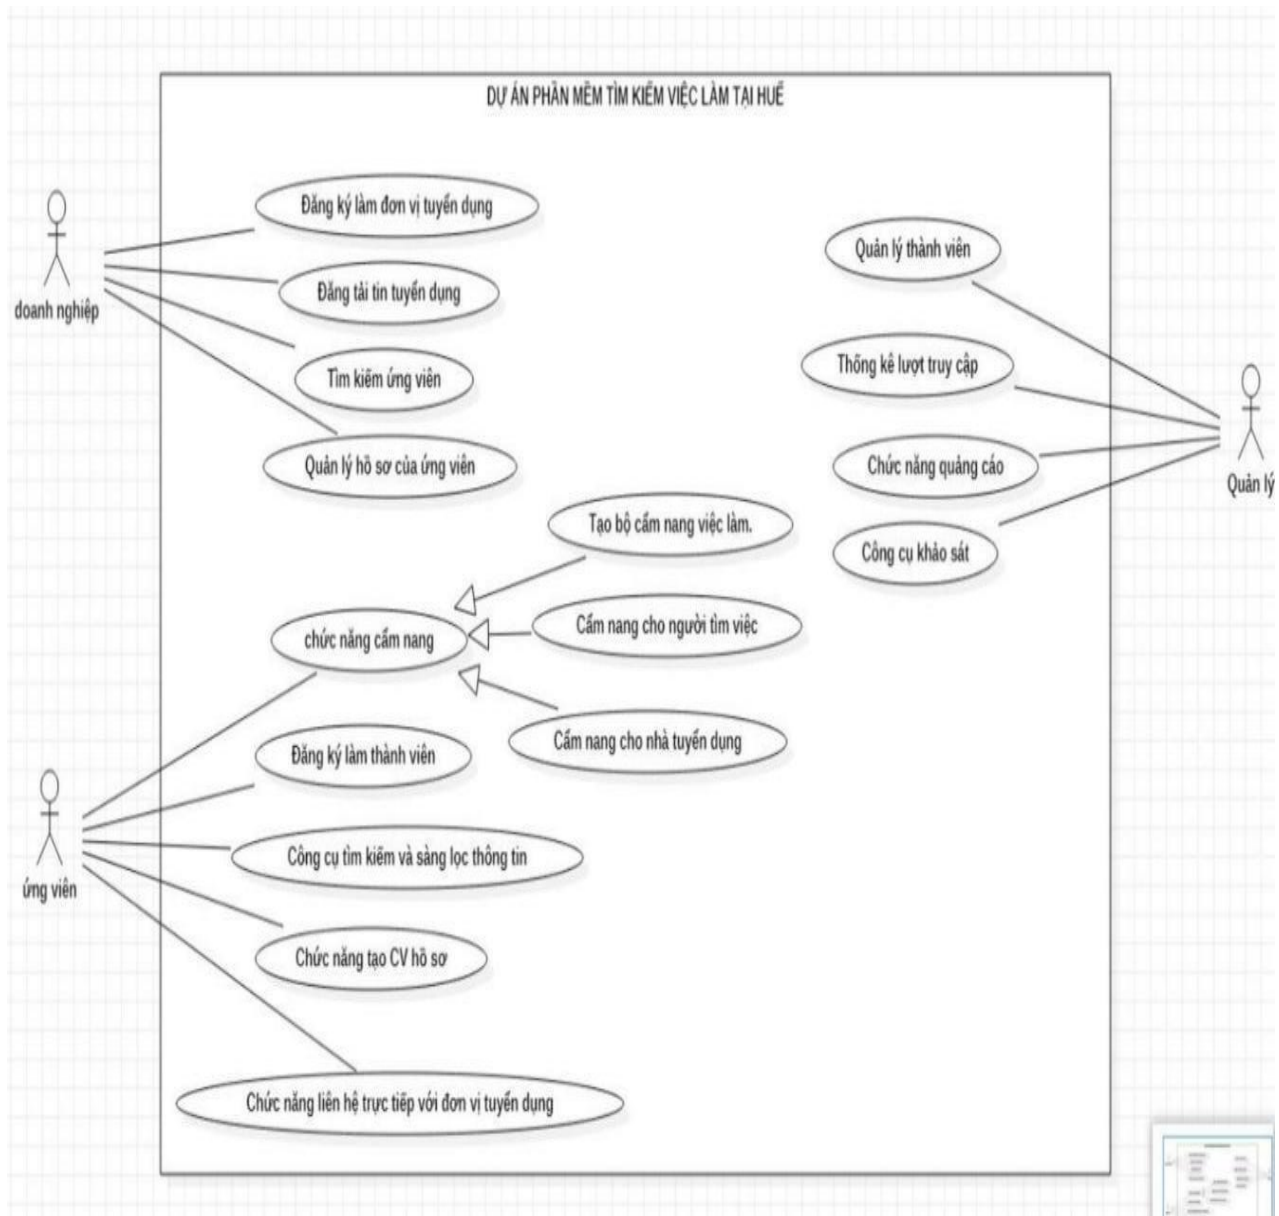 DỰ ÁN PHẦN MỀM TÌM KIẾM VIỆC LÀM TẠI HUẾ
Đăng ký làm đơn vị tuyển dụng
Đăng tải tin tuyển dụng
Tìm kiếm ứng viên
Quản lý hồ sơ của ứng viên
doanh nghiệp
Quản lý thành viên
Thống kê lượt truy cập
Chức năng quảng cáo
Công cụ khảo sát
Quản lý
Tạo bộ cẩm nang việc làm.
Cẩm nang cho người tìm việc
Cẩm nang cho nhà tuyển dụng
chức năng cẩm nang
Đăng ký làm thành viên
Công cụ tìm kiếm và sàng lọc thông tin
Chức năng tạo CV hồ sơ
Chức năng liên hệ trực tiếp với đơn vị tuyển dụng
ứng viên